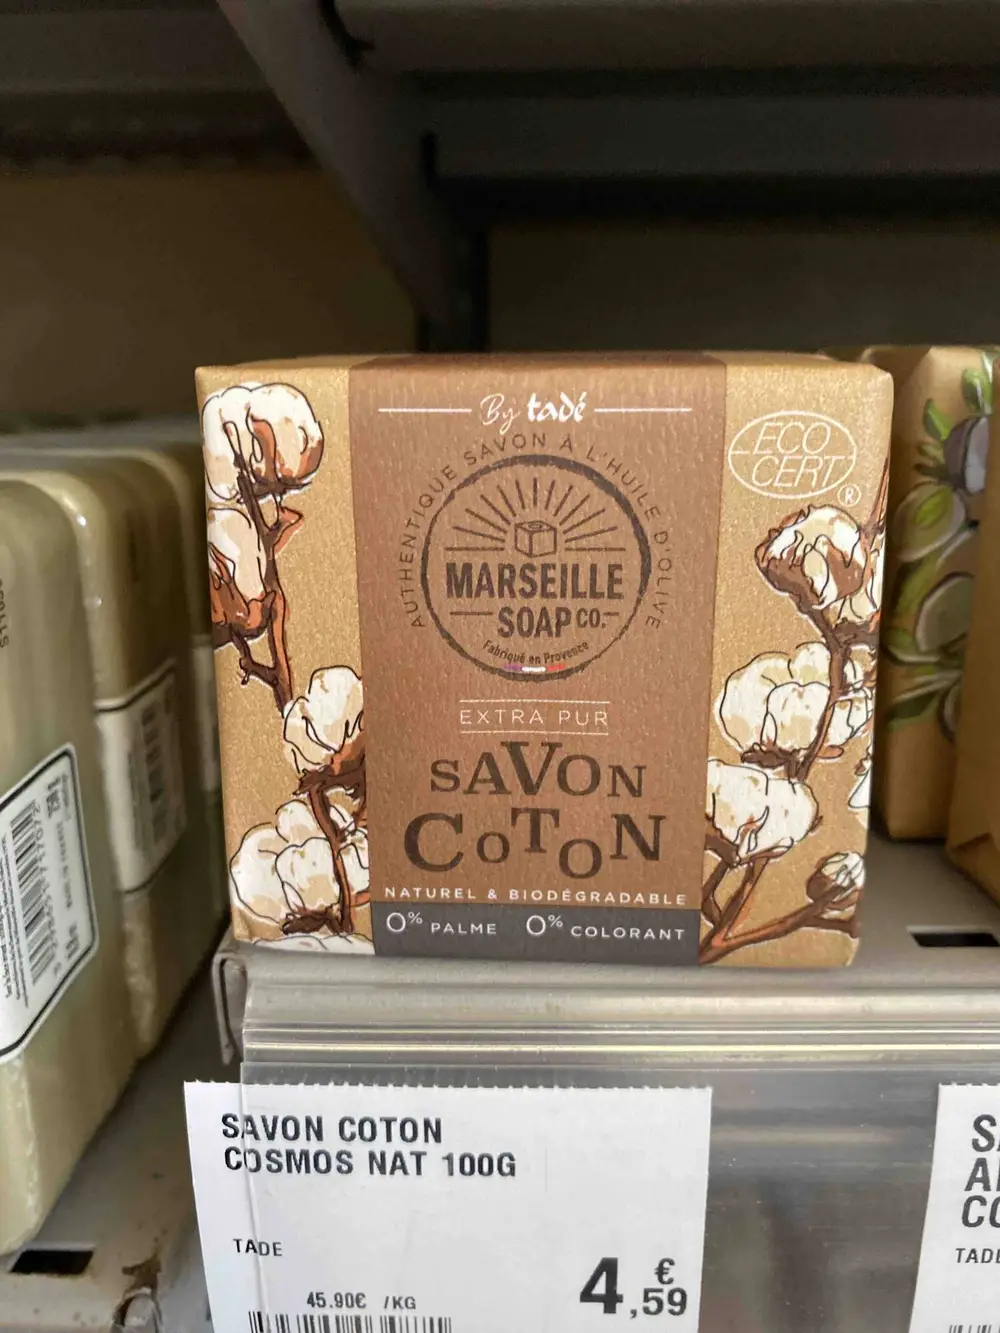 By tadé
AUTHENTIQUE SAVON À L'HUILE D'OLIVE
MARSEILLE
SOAP CO.
Fabriqué en Provence
ECO
CERT
®
EXTRA PUR
SAVON
COTON
NATUREL & BIODÉGRADABLE
0% PALME 0% COLORANT
SAVON COTON
COSMOS NAT 100G
TADE
45.90€ /KG
4,59 €
TADE